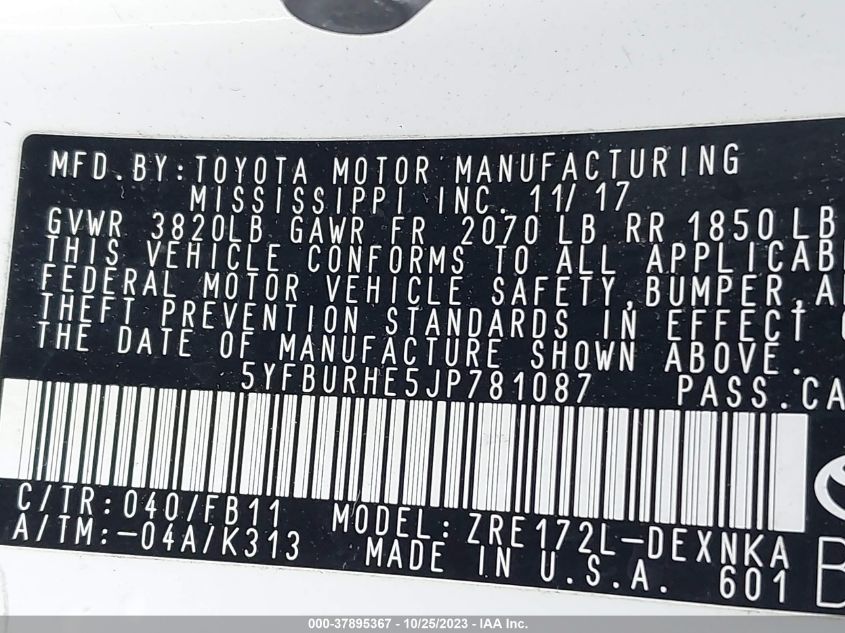 MFD.BY:TOYOTA MOTOR MANUFACTURING
MISSISSIPPI INC. 11/ 17
GVWR 3820LB GAWR FR 2070 LB RR 1850 LB
THIS VEHICLE CONFORMS TO ALL APPLICABL
FEDERAL MOTOR VEHICLE SAFETY,BUMPER,A
THEFT PREVENTION STANDARDS IN EFFECT
THE DATE OF MANUFACTURE SHOWN ABOVE.
5YFBURHE5JP781087 PASS.CA
C/TR:040/FB11 MODEL:ZRE172L-DEXNKA
A/TM:-04A/K313 MADE IN U.S.A. 601
000-37895367 - 10/25/2023 - IAA Inc.